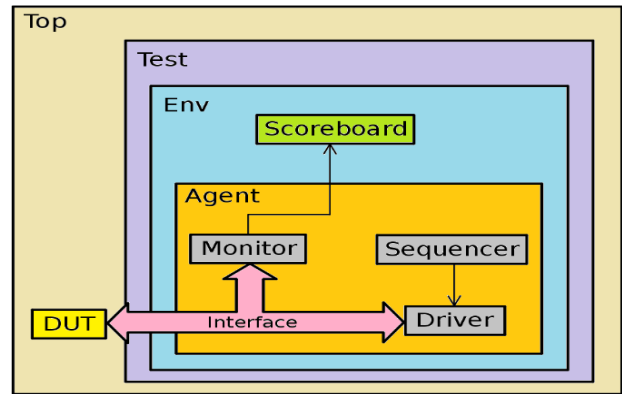 Top
Test
Env
Scoreboard
Agent
Monitor
Sequencer
DUT
Interface
Driver